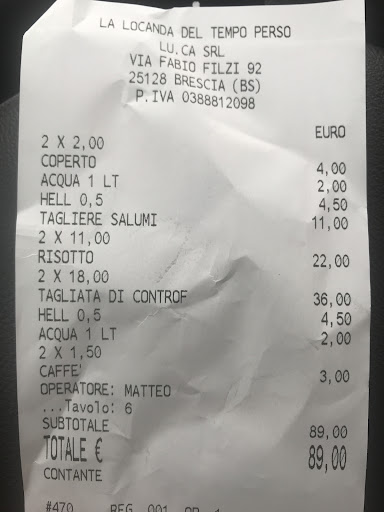 LA LOCANDA DEL TEMPO PERSO
LU.CA SRL
VIA FABIO FILZI 92
25128 BRESCIA (BS)
P.IVA 0388812098
EURO
2 X 2,00
COPERTO 4,00
ACQUA 1 LT 2,00
HELL 0,5 4,50
TAGLIERE SALUMI 11,00
2 X 11,00
RISOTTO 22,00
2 X 18,00
TAGLIATA DI CONTROF 36,00
HELL 0,5 4,50
ACQUA 1 LT 2,00
2 X 1,50
CAFFE' 3,00
OPERATORE: MATTEO
...Tavolo: 6
SUBTOTALE 89,00
TOTALE € 89,00
CONTANTE
#470 REG 001 OP 1